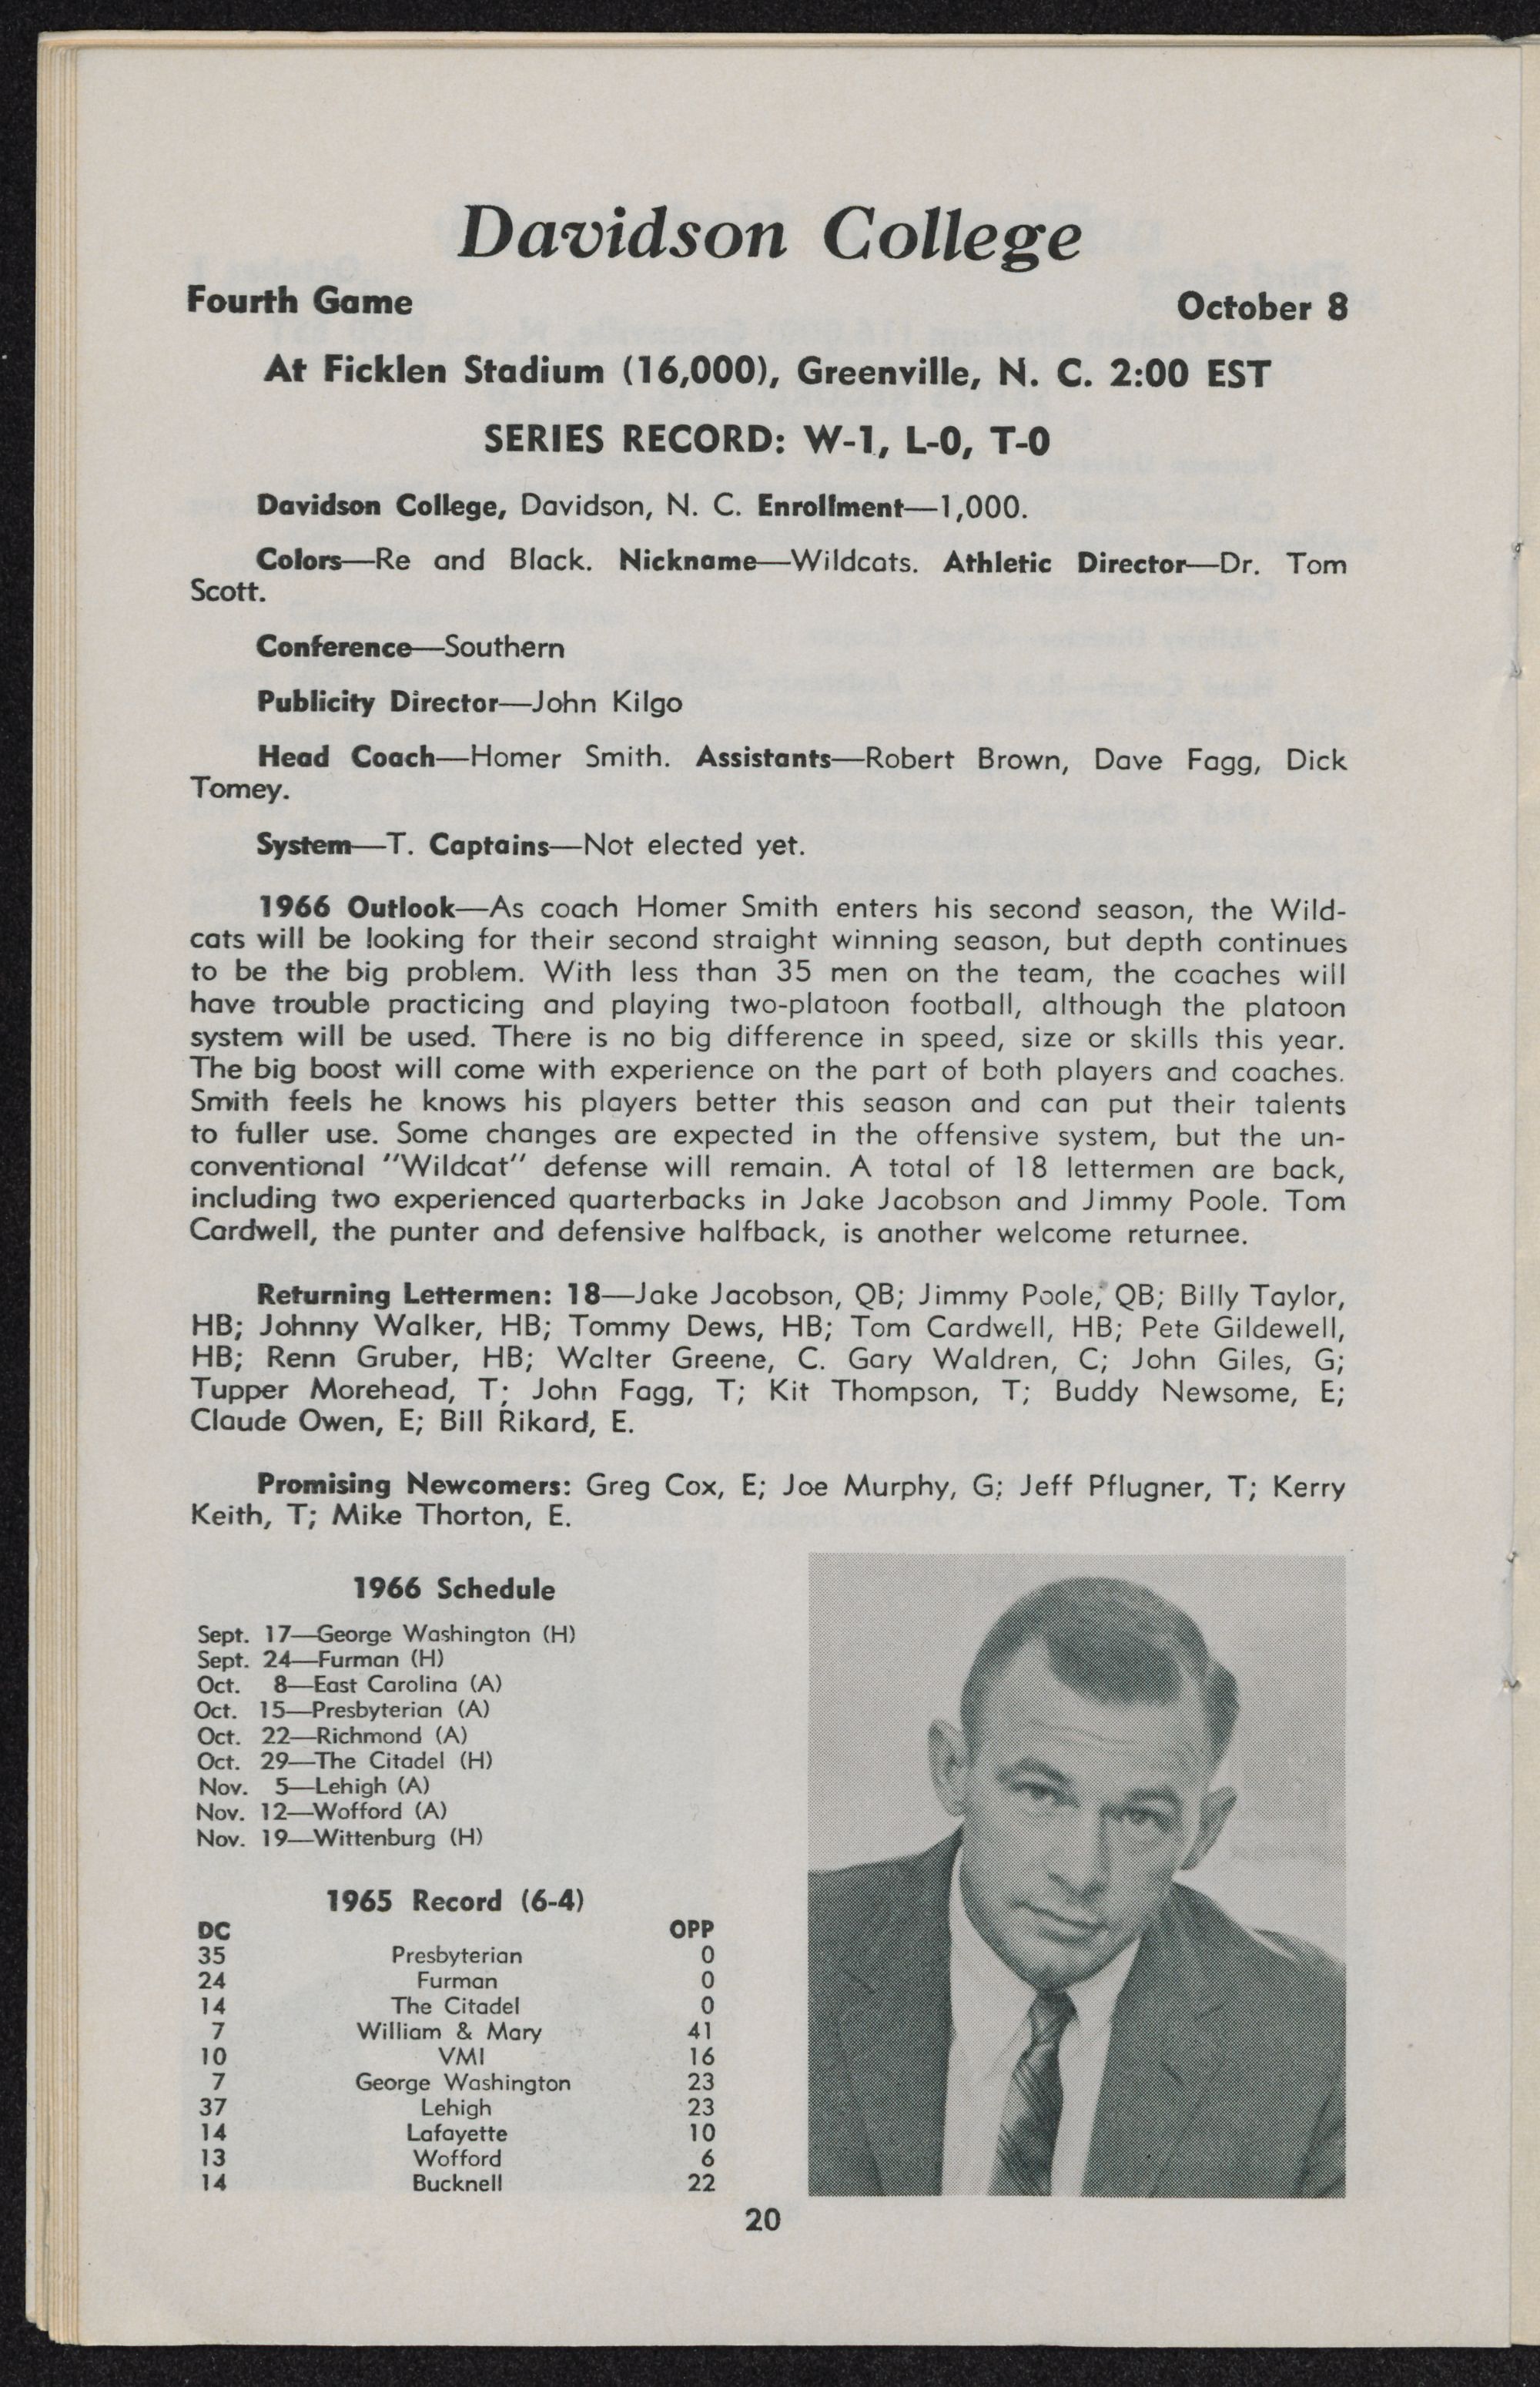 Davidson College
Fourth Game October 8
At Ficklen Stadium (16,000), Greenville, N. C. 2:00 EST
SERIES RECORD: W-1, L-0, T-0
Davidson College, Davidson, N. C. Enrollment—1,000.
Colors—Re and Black. Nickname—Wildcats. Athletic Director—Dr. Tom
Scott.
Conference—Southern
Publicity Director—John Kilgo
Head Coach—Homer Smith. Assistants—Robert Brown, Dave Fagg, Dick
Tomey.
System—T. Captains—Not elected yet.
1966 Outlook—As coach Homer Smith enters his second season, the Wild-
cats will be looking for their second straight winning season, but depth continues
to be the big problem. With less than 35 men on the team, the coaches will
have trouble practicing and playing two-platoon football, although the platoon
system will be used. There is no big difference in speed, size or skills this year.
The big boost will come with experience on the part of both players and coaches.
Smith feels he knows his players better this season and can put their talents
to fuller use. Some changes are expected in the offensive system, but the un-
conventional "Wildcat" defense will remain. A total of 18 lettermen are back,
including two experienced quarterbacks in Jake Jacobson and Jimmy Poole. Tom
Cardwell, the punter and defensive halfback, is another welcome returnee.
Returning Lettermen: 18—Jake Jacobson, QB; Jimmy Poole, QB; Billy Taylor,
HB; Johnny Walker, HB; Tommy Dews, HB; Tom Cardwell, HB; Pete Gildewell,
HB; Renn Gruber, HB; Walter Greene, C. Gary Waldren, C; John Giles, G;
Tupper Morehead, T; John Fagg, T; Kit Thompson, T; Buddy Newsome, E;
Claude Owen, E; Bill Rikard, E.
Promising Newcomers: Greg Cox, E; Joe Murphy, G; Jeff Pflugner, T; Kerry
Keith, T; Mike Thorton, E.
1966 Schedule
Sept. 17—George Washington (H)
Sept. 24—Furman (H)
Oct. 8—East Carolina (A)
Oct. 15—Presbyterian (A)
Oct. 22—Richmond (A)
Oct. 29—The Citadel (H)
Nov. 5—Lehigh (A)
Nov. 12—Wofford (A)
Nov. 19—Wittenburg (H)
1965 Record (6-4)
DC OPP
35 Presbyterian 0
24 Furman 0
14 The Citadel 0
7 William & Mary 41
10 VMI 16
7 George Washington 23
37 Lehigh 23
14 Lafayette 10
13 Wofford 6
14 Bucknell 22
20